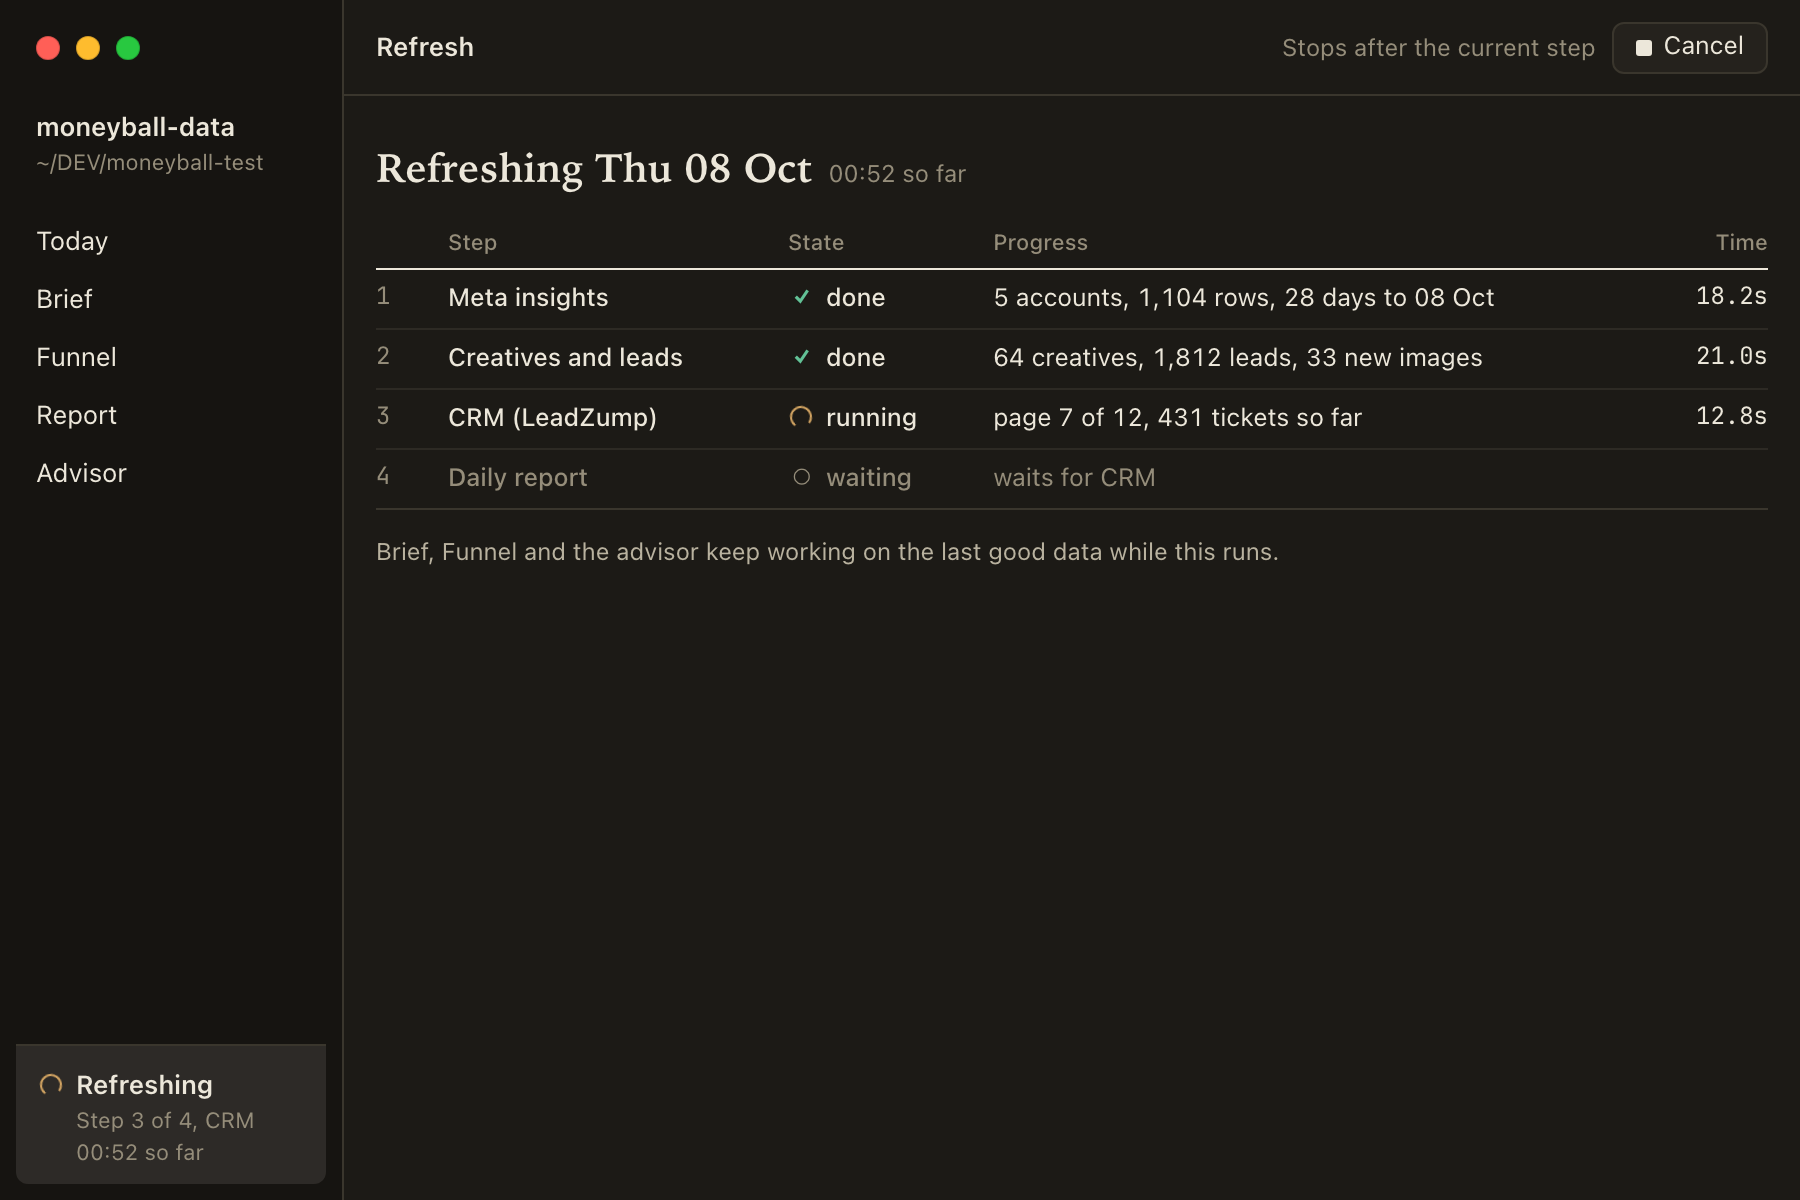 moneyball-data
~/DEV/moneyball-test
Today
Brief
Funnel
Report
Advisor
Refreshing
Step 3 of 4, CRM
00:52 so far
Refresh
Stops after the current step Cancel
Refreshing Thu 08 Oct 00:52 so far
Step State Progress Time
1 Meta insights done 5 accounts, 1,104 rows, 28 days to 08 Oct 18.2s
2 Creatives and leads done 64 creatives, 1,812 leads, 33 new images 21.0s
3 CRM (LeadZump) running page 7 of 12, 431 tickets so far 12.8s
4 Daily report waiting waits for CRM
Brief, Funnel and the advisor keep working on the last good data while this runs.